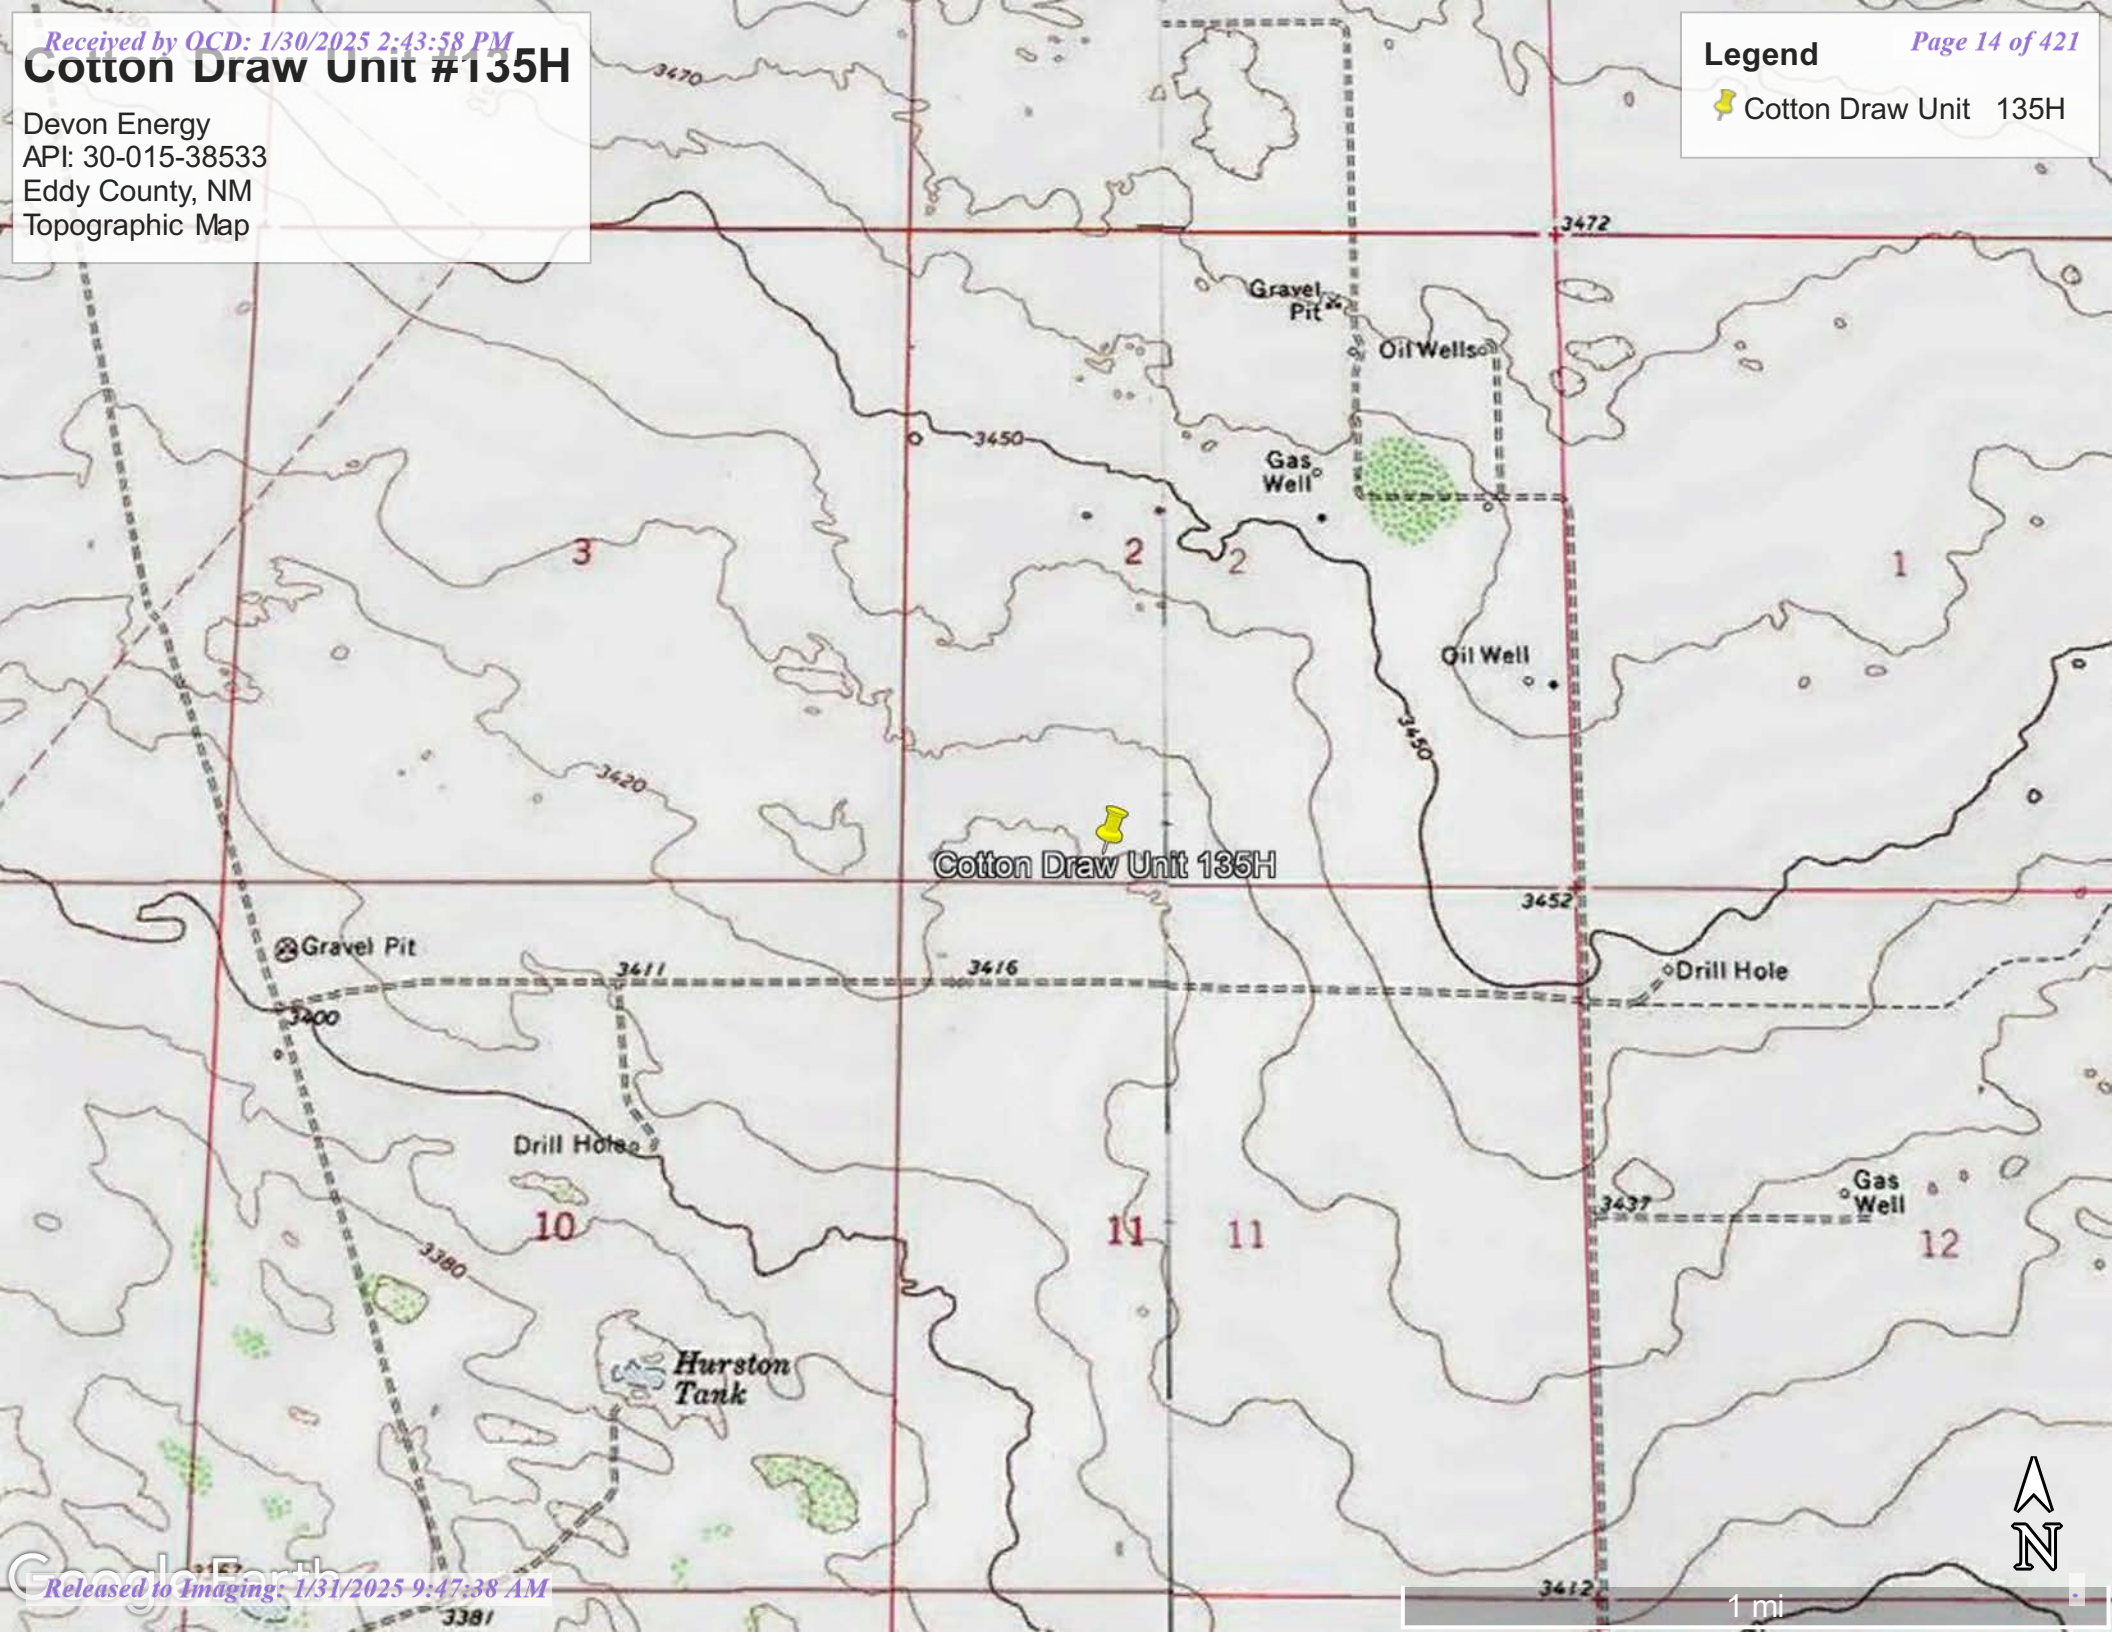 Received by OCD: 1/30/2025 2:43:58 PM
Page 14 of 421
Cotton Draw Unit #135H
Devon Energy
API: 30-015-38533
Eddy County, NM
Topographic Map
Legend
Cotton Draw Unit 135H
3470
3472
Gravel
Pit
Oil Wells
3450
Gas
Well
3
2
2
1
Oil Well
3450
3420
Cotton Draw Unit 135H
3452
Gravel Pit
3411
3416
Drill Hole
3400
Drill Hole
Gas
Well
3437
10
11
11
12
3380
Hurston
Tank
N
Google Earth
Released to Imaging: 1/31/2025 9:47:38 AM
3381
3412
1 mi